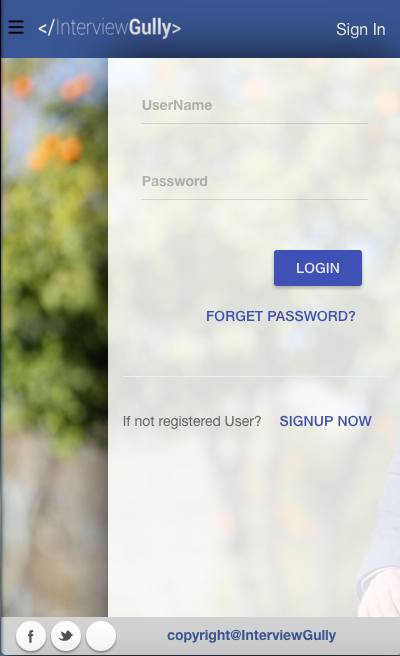 </InterviewGully>
Sign In
UserName
Password
LOGIN
FORGET PASSWORD?
If not registered User? SIGNUP NOW
copyright@InterviewGully